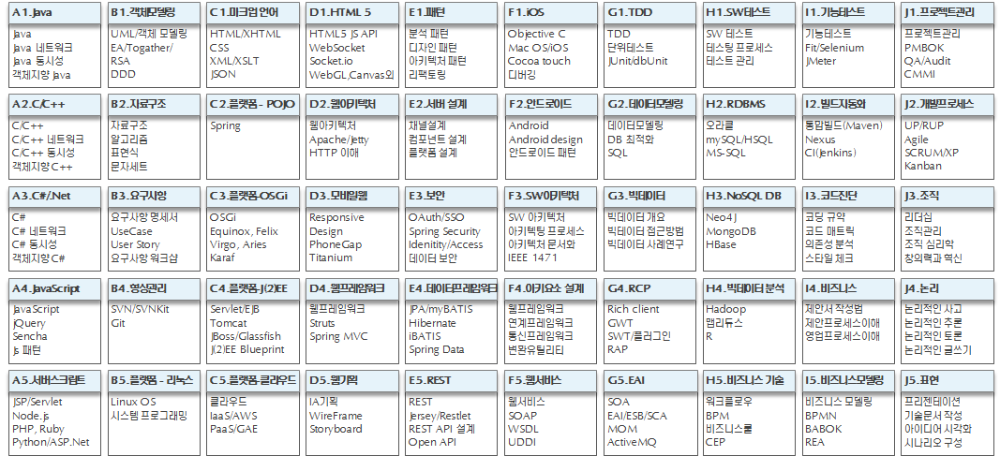 A1.Java
Java
Java 네트워크
Java 동시성
객체지향 Java
B1.객체모델링
UML/객체 모델링
EA/Togather/
RSA
DDD
C1.미크업 언어
HTML/XHTML
CSS
XML/XSLT
JSON
D1.HTML 5
HTML5 JS API
WebSocket
Socket.io
WebGL,Canvas외
E1.패턴
분석 패턴
디자인 패턴
아키텍처 패턴
리팩토링
F1.iOS
Objective C
Mac OS/iOS
Cocoa touch
디버깅
G1.TDD
TDD
단위테스트
JUnit/dbUnit
H1.SW테스트
SW 테스트
테스팅 프로세스
테스트 관리
I1.기능테스트
기능테스트
Fit/Selenium
JMeter
J1.프로젝트관리
프로젝트관리
PMBOK
QA/Audit
CMMI
A2.C/C++
C/C++
C/C++ 네트워크
C/C++ 동시성
객체지향 C++
B2.자료구조
자료구조
알고리즘
표현식
문자세트
C2.플랫폼 - POJO
Spring
D2.웹아키텍처
웹아키텍처
Apache/Jetty
HTTP 이해
E2.서버 설계
채널설계
컴포넌트 설계
플랫폼 설계
F2.안드로이드
Android
Android design
안드로이드 패턴
G2.데이터모델링
데이터모델링
DB 최적화
SQL
H2.RDBMS
오라클
mySQL/HSQL
MS-SQL
I2.빌드자동화
통합빌드(Maven)
Nexus
CI(Jenkins)
J2.개발프로세스
UP/RUP
Agile
SCRUM/XP
Kanban
A3.C#/.Net
C#
C# 네트워크
C# 동시성
객체지향 C#
B3.요구사항
요구사항 명세서
UseCase
User Story
요구사항 워크샵
C3.플랫폼-OSGi
OSGi
Equinox, Felix
Virgo, Aries
Karaf
D3.모바일웹
Responsive
Design
PhoneGap
Titanium
E3.보안
OAuth/SSO
Spring Security
Idenitity/Access
데이터 보안
F3.SW아키텍처
SW 아키텍처
아키텍팅 프로세스
아키텍처 문서화
IEEE 1471
G3.빅데이터
빅데이터 개요
빅데이터 접근방법
빅데이터 사례연구
H3.NoSQL DB
Neo4J
MongoDB
HBase
I3.코드진단
코딩 규약
코드 매트릭
의존성 분석
스타일 체크
J3.조직
리더십
조직관리
조직 심리학
창의력과 혁신
A4.JavaScript
JavaScript
jQuery
Sencha
Js 패턴
B4.형상관리
SVN/SVNKit
Git
C4.플랫폼-J(2)EE
Servlet/EJB
Tomcat
JBoss/Glassfish
J(2)EE Blueprint
D4.웹프레임워크
웹프레임워크
Struts
Spring MVC
E4.데이터프레임워크
JPA/myBATIS
Hibernate
iBATIS
Spring Data
F4.아키요소 설계
웹프레임워크
연계프레임워크
통신프레임워크
변환유틸리티
G4.RCP
Rich client
GWT
SWT/플러그인
RAP
H4.빅데이터 분석
Hadoop
맵리듀스
R
I4.비즈니스
제안서 작성법
제안프로세스이해
영업프로세스이해
J4.논리
논리적인 사고
논리적인 추론
논리적인 토론
논리적인 글쓰기
A5.서버스크립트
JSP/Servlet
Node.js
PHP, Ruby
Python/ASP.Net
B5.플랫폼 - 리눅스
Linux OS
시스템 프로그래밍
C5.플랫폼-클라우드
클라우드
IaaS/AWS
PaaS/GAE
D5.웹기획
IA기획
WireFrame
Storyboard
E5.REST
REST
Jersey/Restlet
REST API 설계
Open API
F5.웹서비스
웹서비스
SOAP
WSDL
UDDI
G5.EAI
SOA
EAI/ESB/SCA
MOM
ActiveMQ
H5.비즈니스 기술
워크플로우
BPM
비즈니스룰
CEP
I5.비즈니스모델링
비즈니스 모델링
BPMN
BABOK
REA
J5.표현
프리젠테이션
기술문서 작성
아이디어 시각화
시나리오 구성